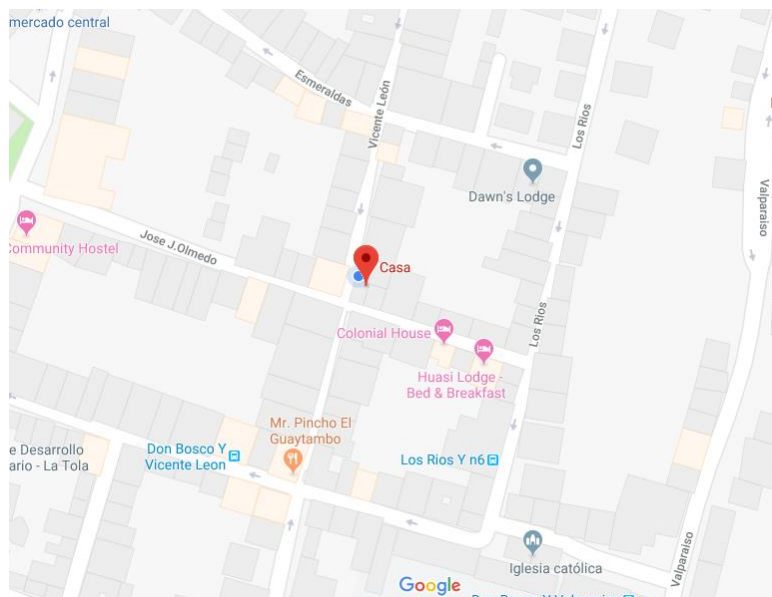 mercado central
Esmeraldas
Vicente León
Los Rios
Dawn's Lodge
Valparaiso
Community Hostel
Jose J.Olmedo
Casa
Colonial House
Los Rios
Huasi Lodge -
Bed & Breakfast
Mr. Pincho El
Guaytambo
Don Bosco Y
Vicente Leon
e Desarrollo
ario - La Tola
Los Rios Y n6
Iglesia católica
Valparaiso
Google